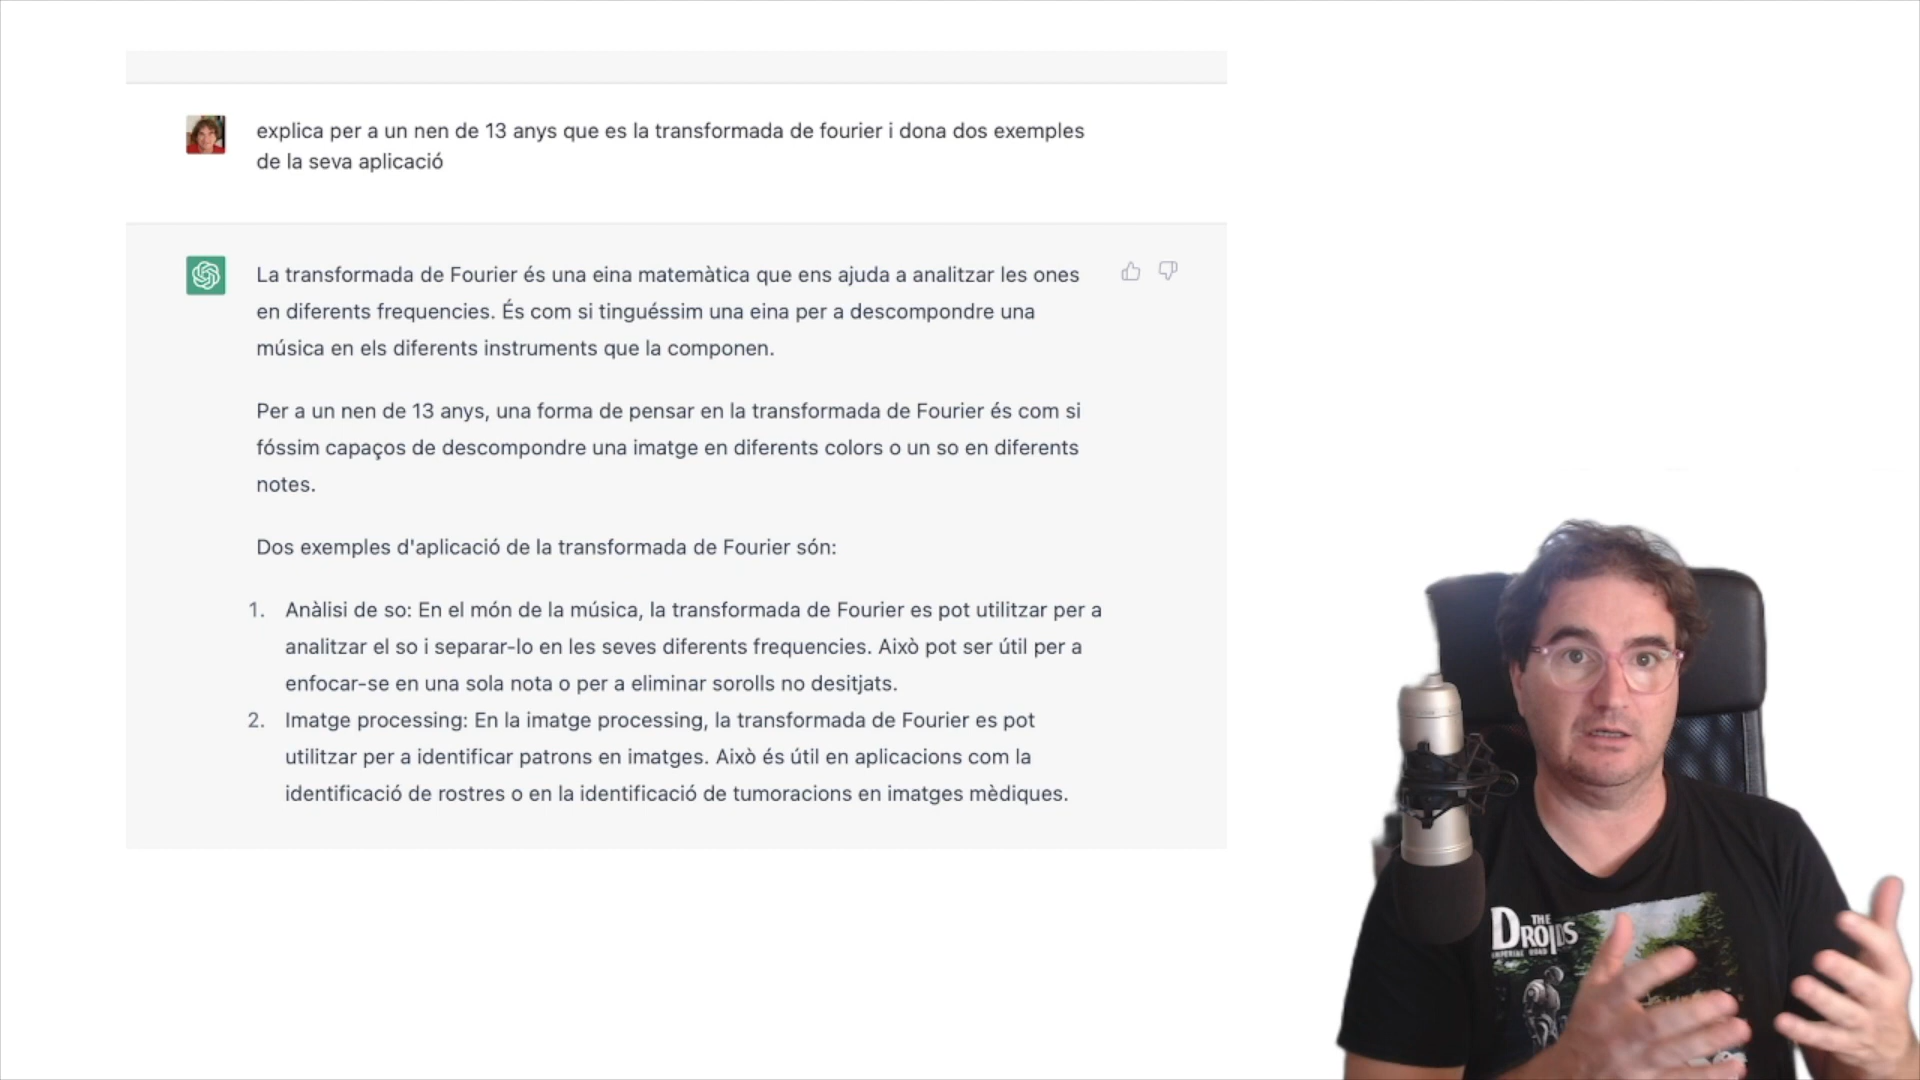 explica per a un nen de 13 anys que es la transformada de fourier i dona dos exemples
de la seva aplicació
La transformada de Fourier és una eina matemàtica que ens ajuda a analitzar les ones
en diferents frequencies. És com si tinguéssim una eina per a descompondre una
música en els diferents instruments que la componen.
Per a un nen de 13 anys, una forma de pensar en la transformada de Fourier és com si
fóssim capaços de descompondre una imatge en diferents colors o un so en diferents
notes.
Dos exemples d'aplicació de la transformada de Fourier són:
1. Anàlisi de so: En el món de la música, la transformada de Fourier es pot utilitzar per a
analitzar el so i separar-lo en les seves diferents frequencies. Això pot ser útil per a
enfocar-se en una sola nota o per a eliminar sorolls no desitjats.
2. Imatge processing: En la imatge processing, la transformada de Fourier es pot
utilitzar per a identificar patrons en imatges. Això és útil en aplicacions com la
identificació de rostres o en la identificació de tumoracions en imatges mèdiques.
THE
DROIDS